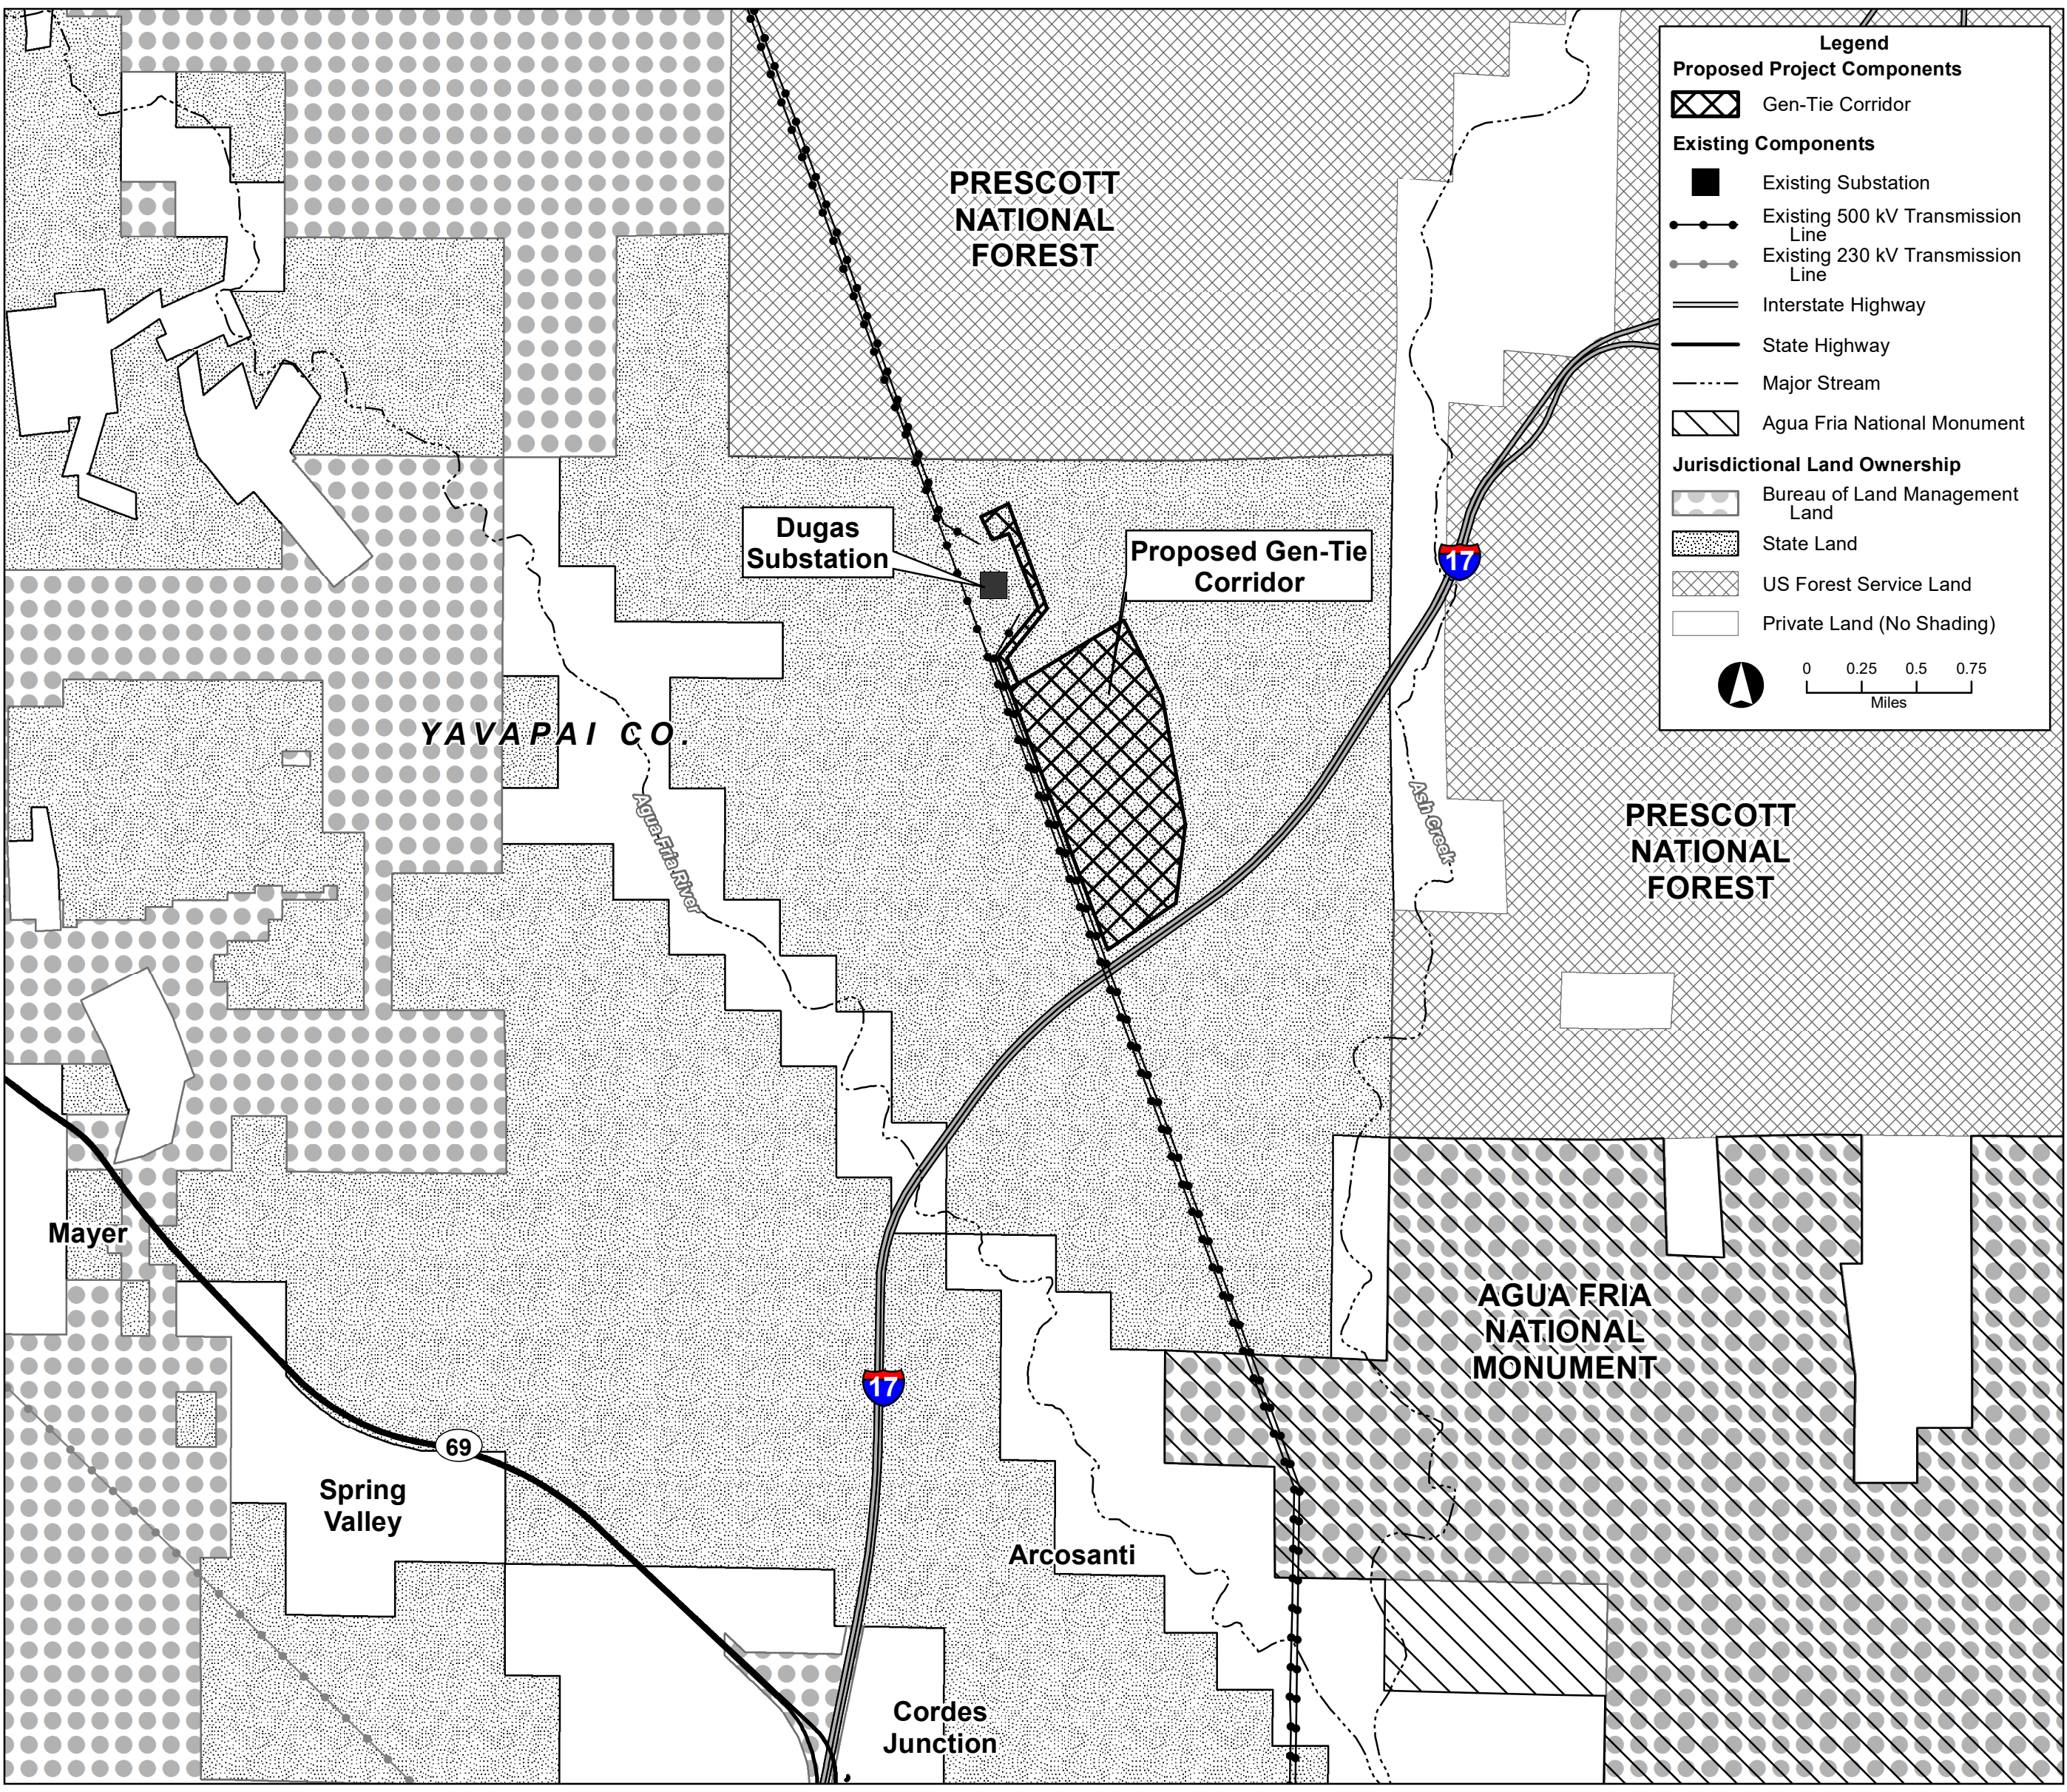 PRESCOTT
NATIONAL
FOREST
Legend
Proposed Project Components
Gen-Tie Corridor
Existing Components
Existing Substation
Existing 500 kV Transmission
Line
Existing 230 kV Transmission
Line
Interstate Highway
State Highway
Major Stream
Agua Fria National Monument
Jurisdictional Land Ownership
Bureau of Land Management
Land
State Land
US Forest Service Land
Private Land (No Shading)
0 0.25 0.5 0.75
Miles
Dugas
Substation
Proposed Gen-Tie
Corridor
17
YAVAPAI CO.
Agua Fria River
Ash Creek
PRESCOTT
NATIONAL
FOREST
Mayer
AGUA FRIA
NATIONAL
MONUMENT
17
69
Spring
Valley
Arcosanti
Cordes
Junction